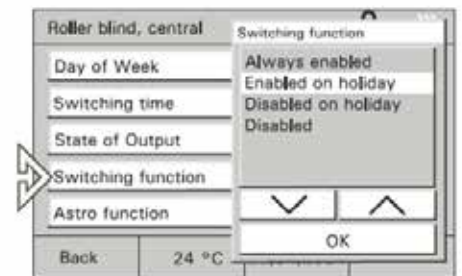 Roller blind, central
Day of Week
Switching time
State of Output
Switching function
Astro function
Back
24 °C
Switching function
Always enabled
Enabled on holiday
Disabled on holiday
Disabled
OK